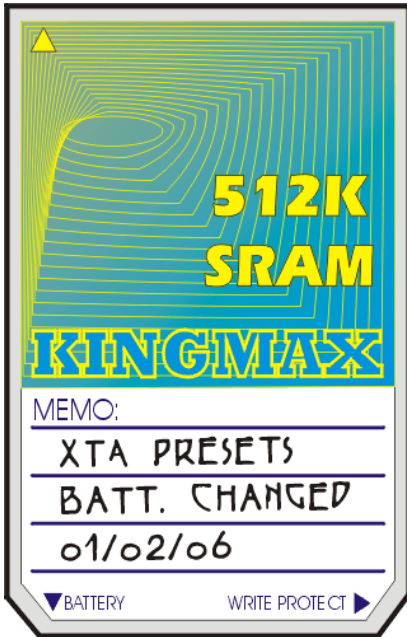 512K
SRAM
KINGMAX
MEMO:
XTA PRESETS
BATT. CHANGED
01/02/06
BATTERY WRITE PROTECT